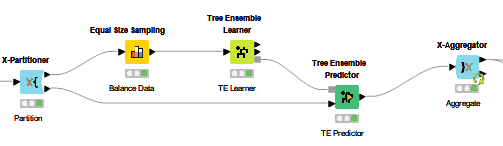 X-Partitioner
Partition
Equal Size Sampling
Balance Data
Tree Ensemble
Learner
TE Learner
Tree Ensemble
Predictor
TE Predictor
X-Aggregator
Aggregate